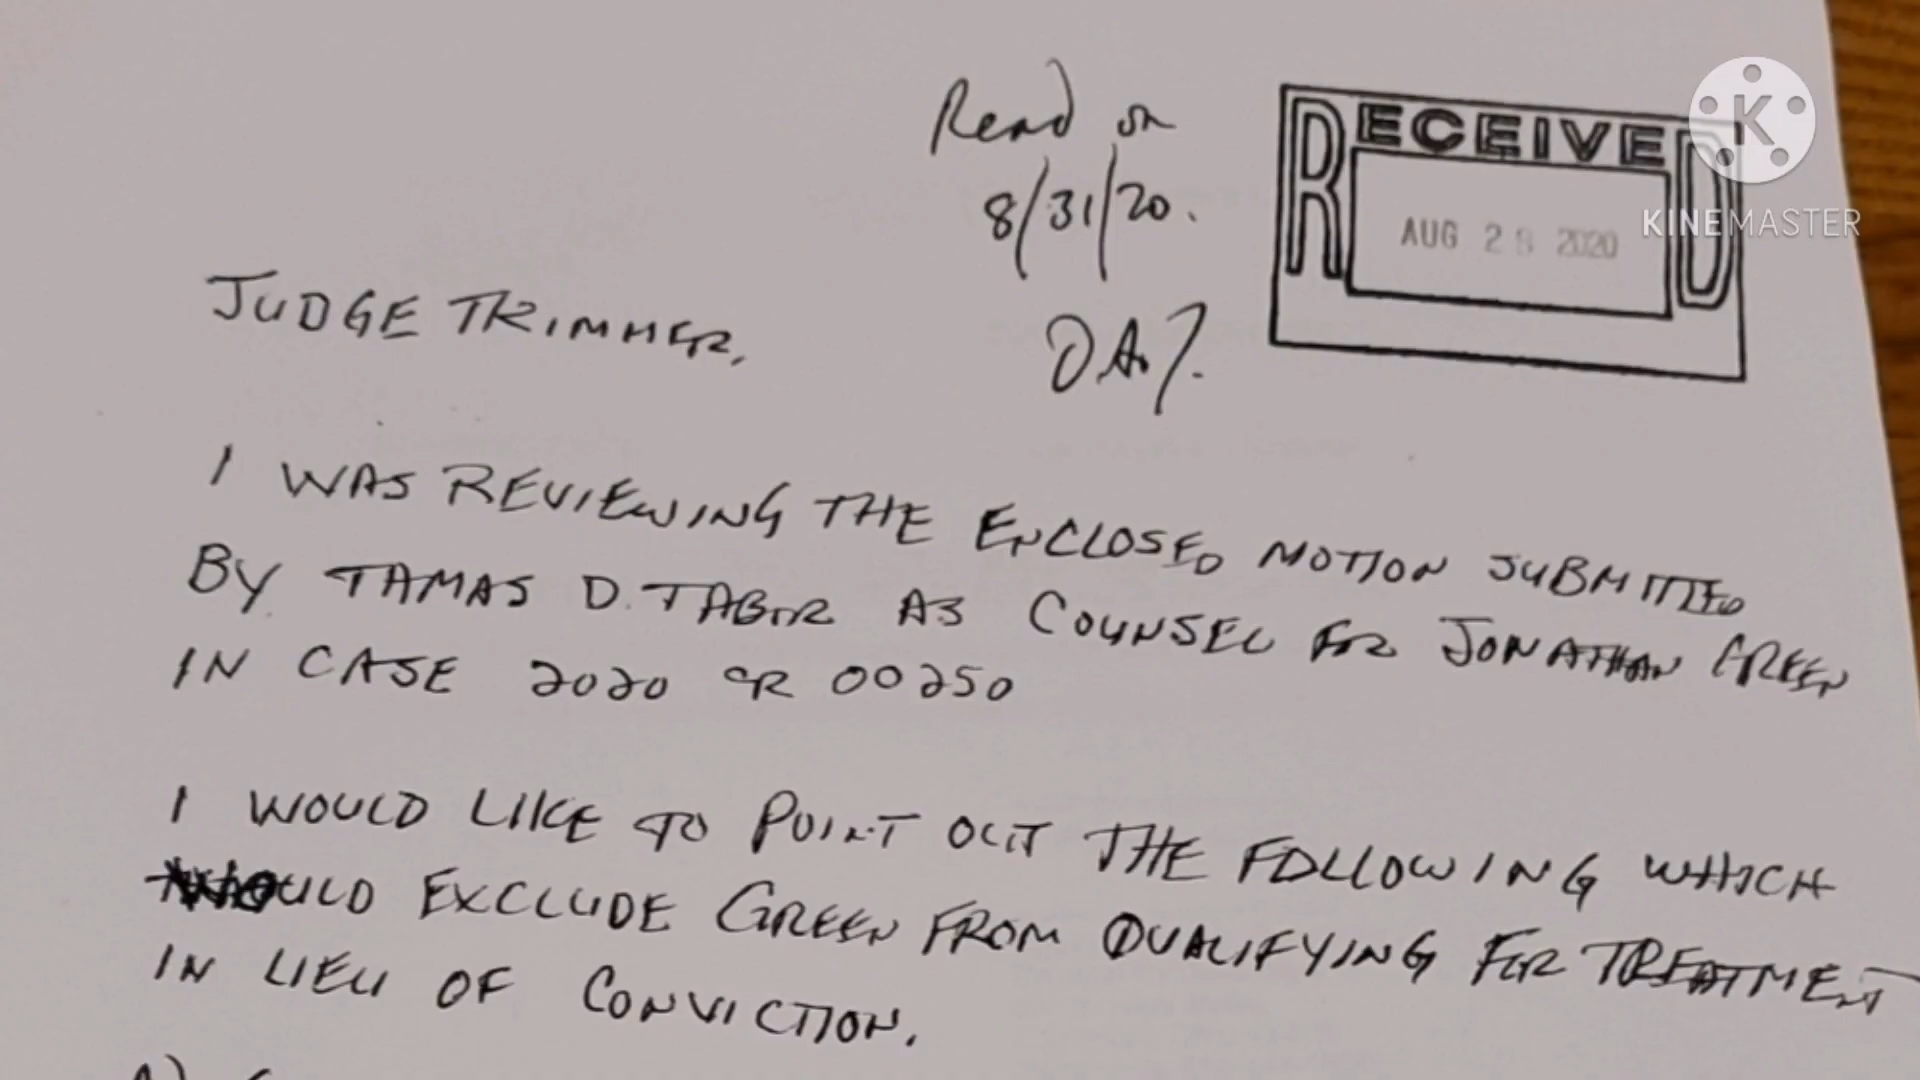 Read on
8/31/20.
RECEIVED
AUG 2 2020
K
KINEMASTER
JUDGE TRIMMER,
I WAS REVIEWING THE ENCLOSED MOTION SUBMITTED
BY TAMAS D. TABOR AS COUNSEL FOR JONATHAN GREEN
IN CASE 2020 CR 00250
I WOULD LIKE TO POINT OUT THE FOLLOWING WHICH
WOULD EXCLUDE GREEN FROM QUALIFYING FOR TREATMENT
IN LIEU OF CONVICTION.
A)